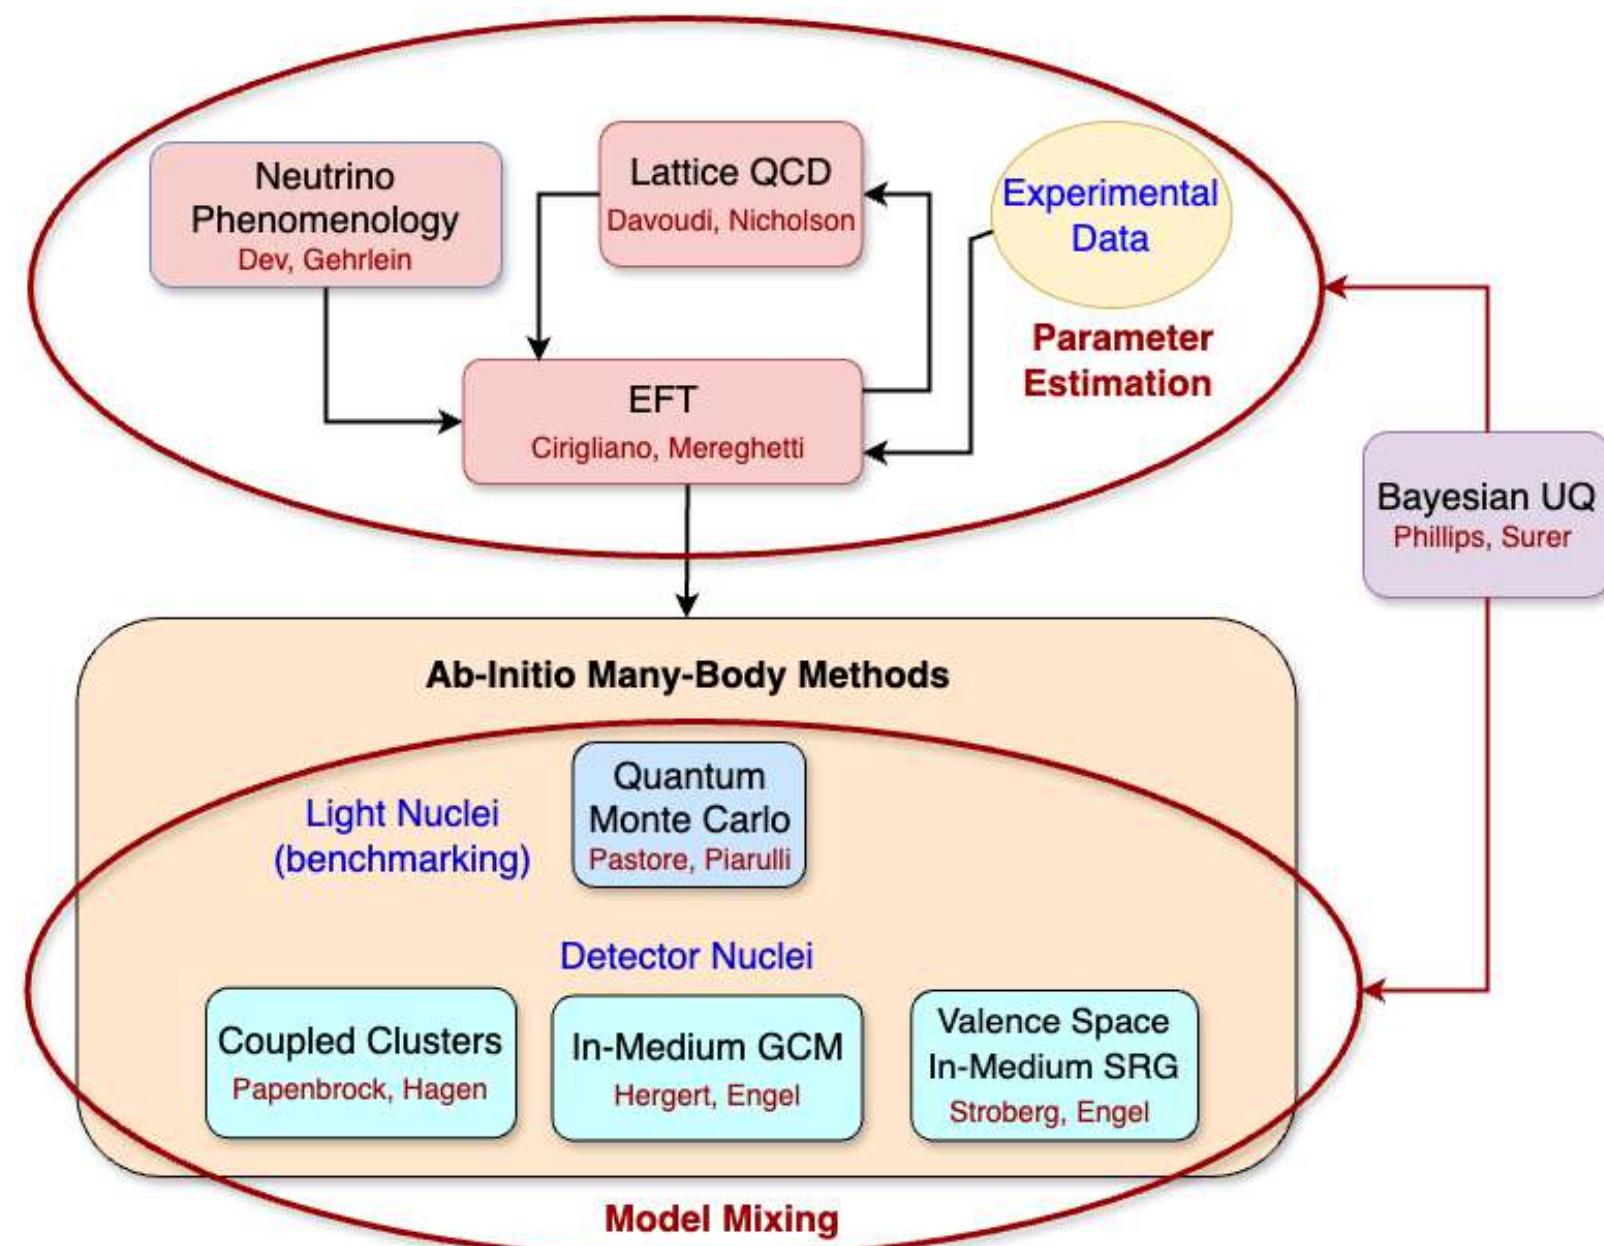 Neutrino
Phenomenology
Dev, Gehrlein
Lattice QCD
Davoudi, Nicholson
Experimental
Data
Parameter
Estimation
EFT
Cirigliano, Mereghetti
Bayesian UQ
Phillips, Surer
Ab-Initio Many-Body Methods
Light Nuclei
(benchmarking)
Quantum
Monte Carlo
Pastore, Piarulli
Detector Nuclei
Coupled Clusters
Papenbrock, Hagen
In-Medium GCM
Hergert, Engel
Valence Space
In-Medium SRG
Stroberg, Engel
Model Mixing